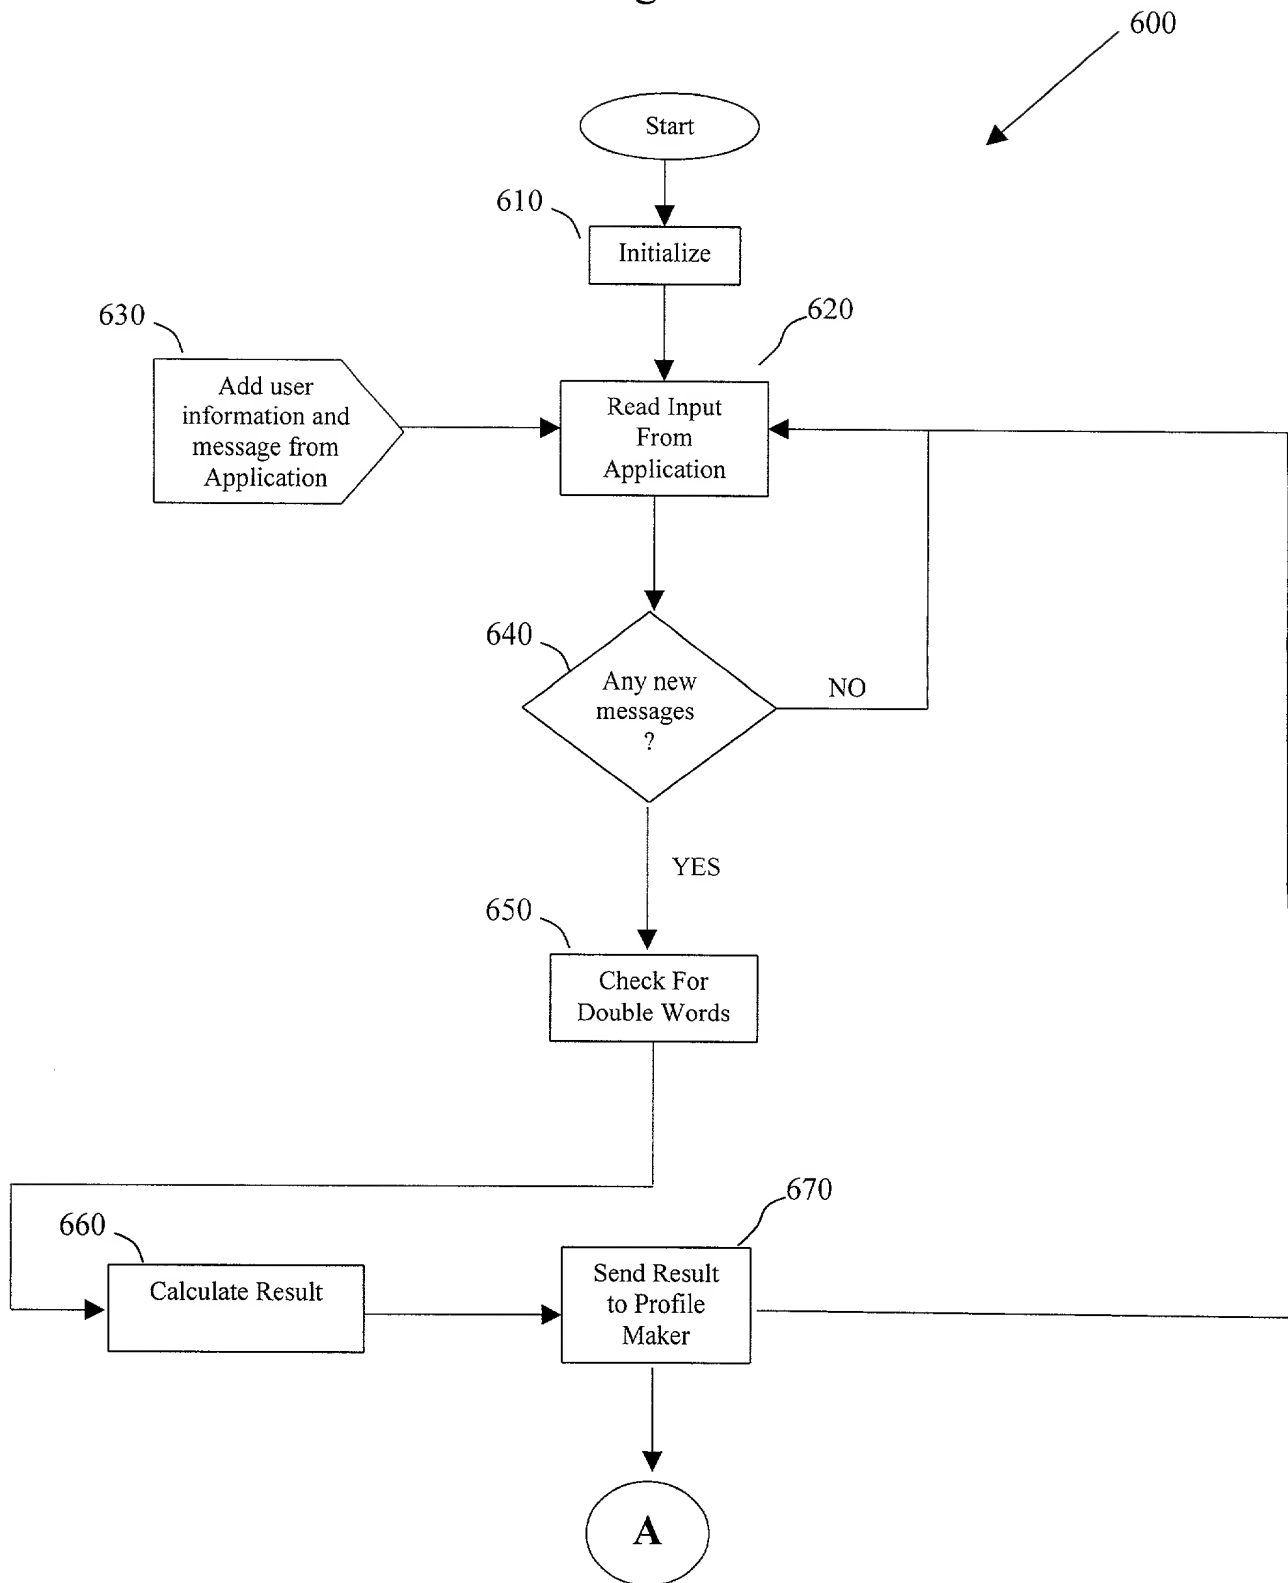 600
Start
610
Initialize
630
620
Add user
information and
message from
Application
Read Input
From
Application
640
Any new
messages
?
NO
YES
650
Check For
Double Words
670
660
Calculate Result
Send Result
to Profile
Maker
A